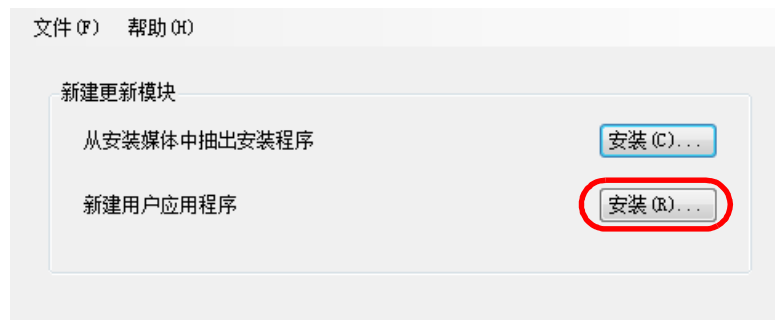 文件(F) 帮助(H)
新建更新模块
从安装媒体中抽出安装程序 安装(C)...
新建用户应用程序 安装(R)...